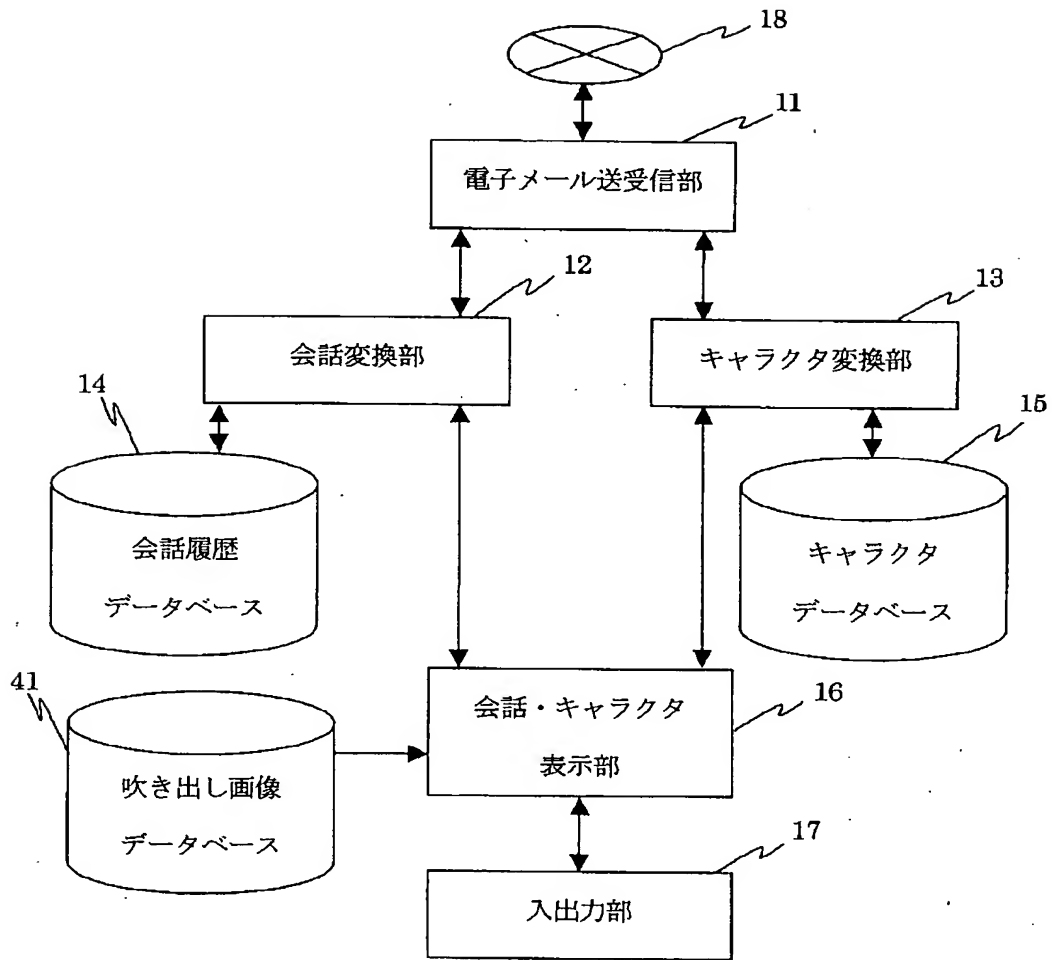 18
11
電子メール送受信部
12
13
会話変換部
キャラクタ変換部
14
15
会話履歴
データベース
キャラクタ
データベース
41
会話・キャラクタ
表示部
16
吹き出し画像
データベース
17
入出力部